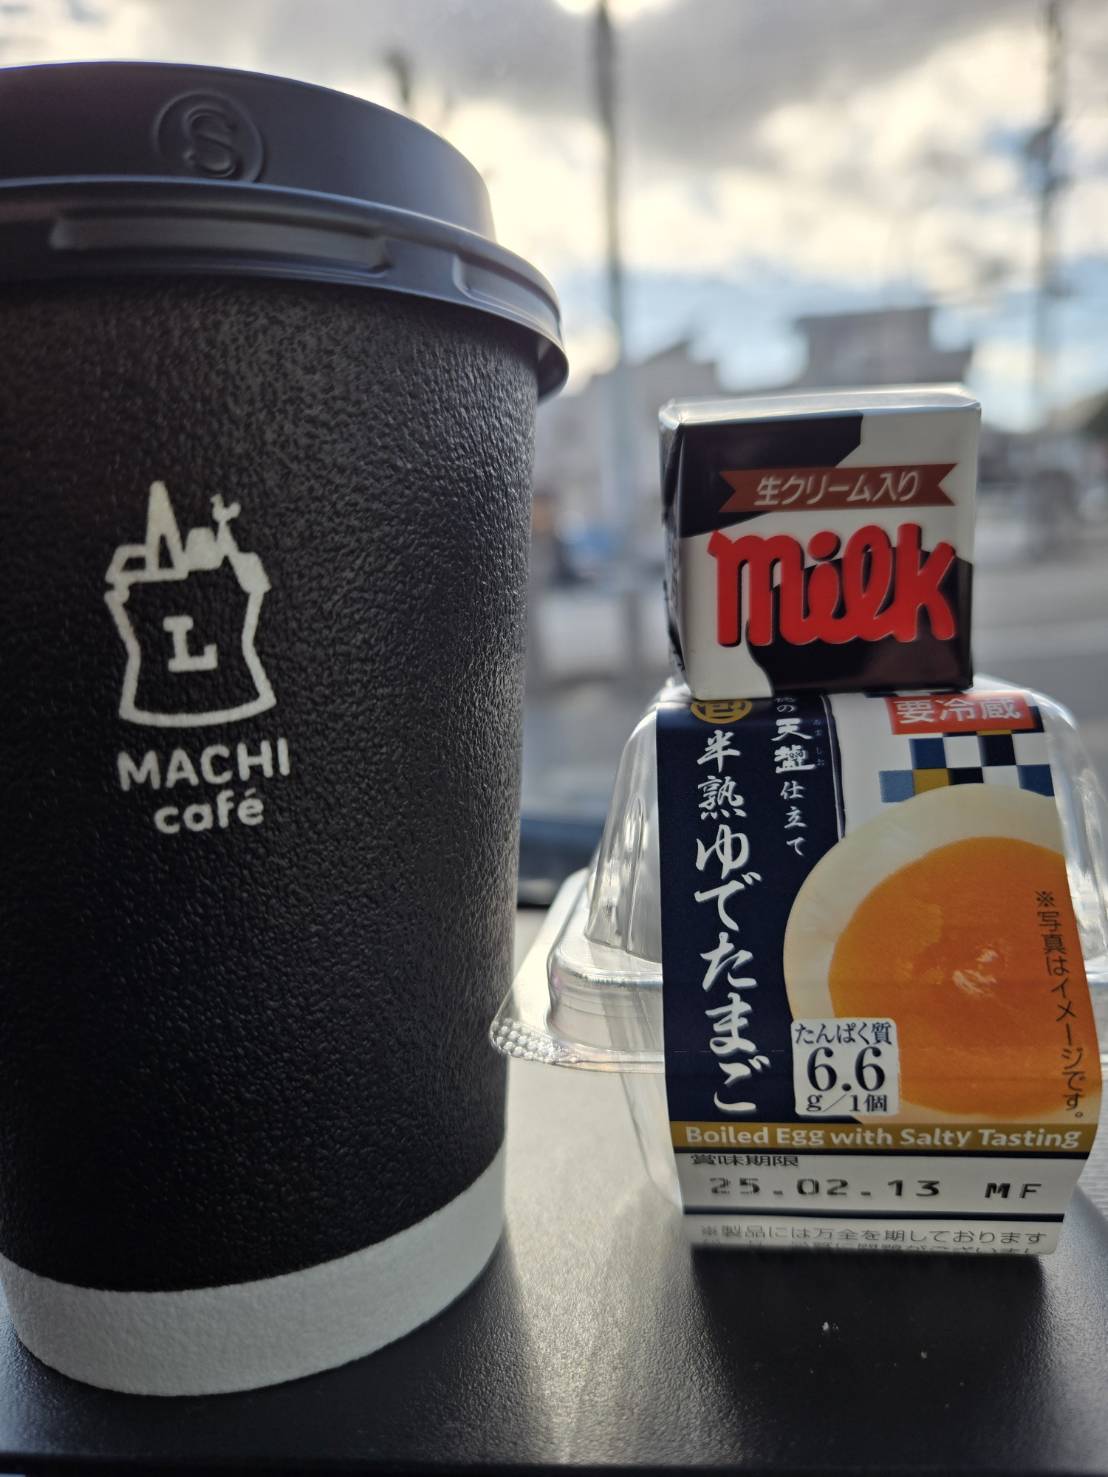 S
L
MACHI
café
生クリーム入り
milk
要冷蔵
の天塩仕立て
半熟ゆでたまご
※写真はイメージです。
たんぱく質
6.6
g/1個
Boiled Egg with Salty Tasting
賞味期限
25.02.13 MF
※製品には万全を期しております